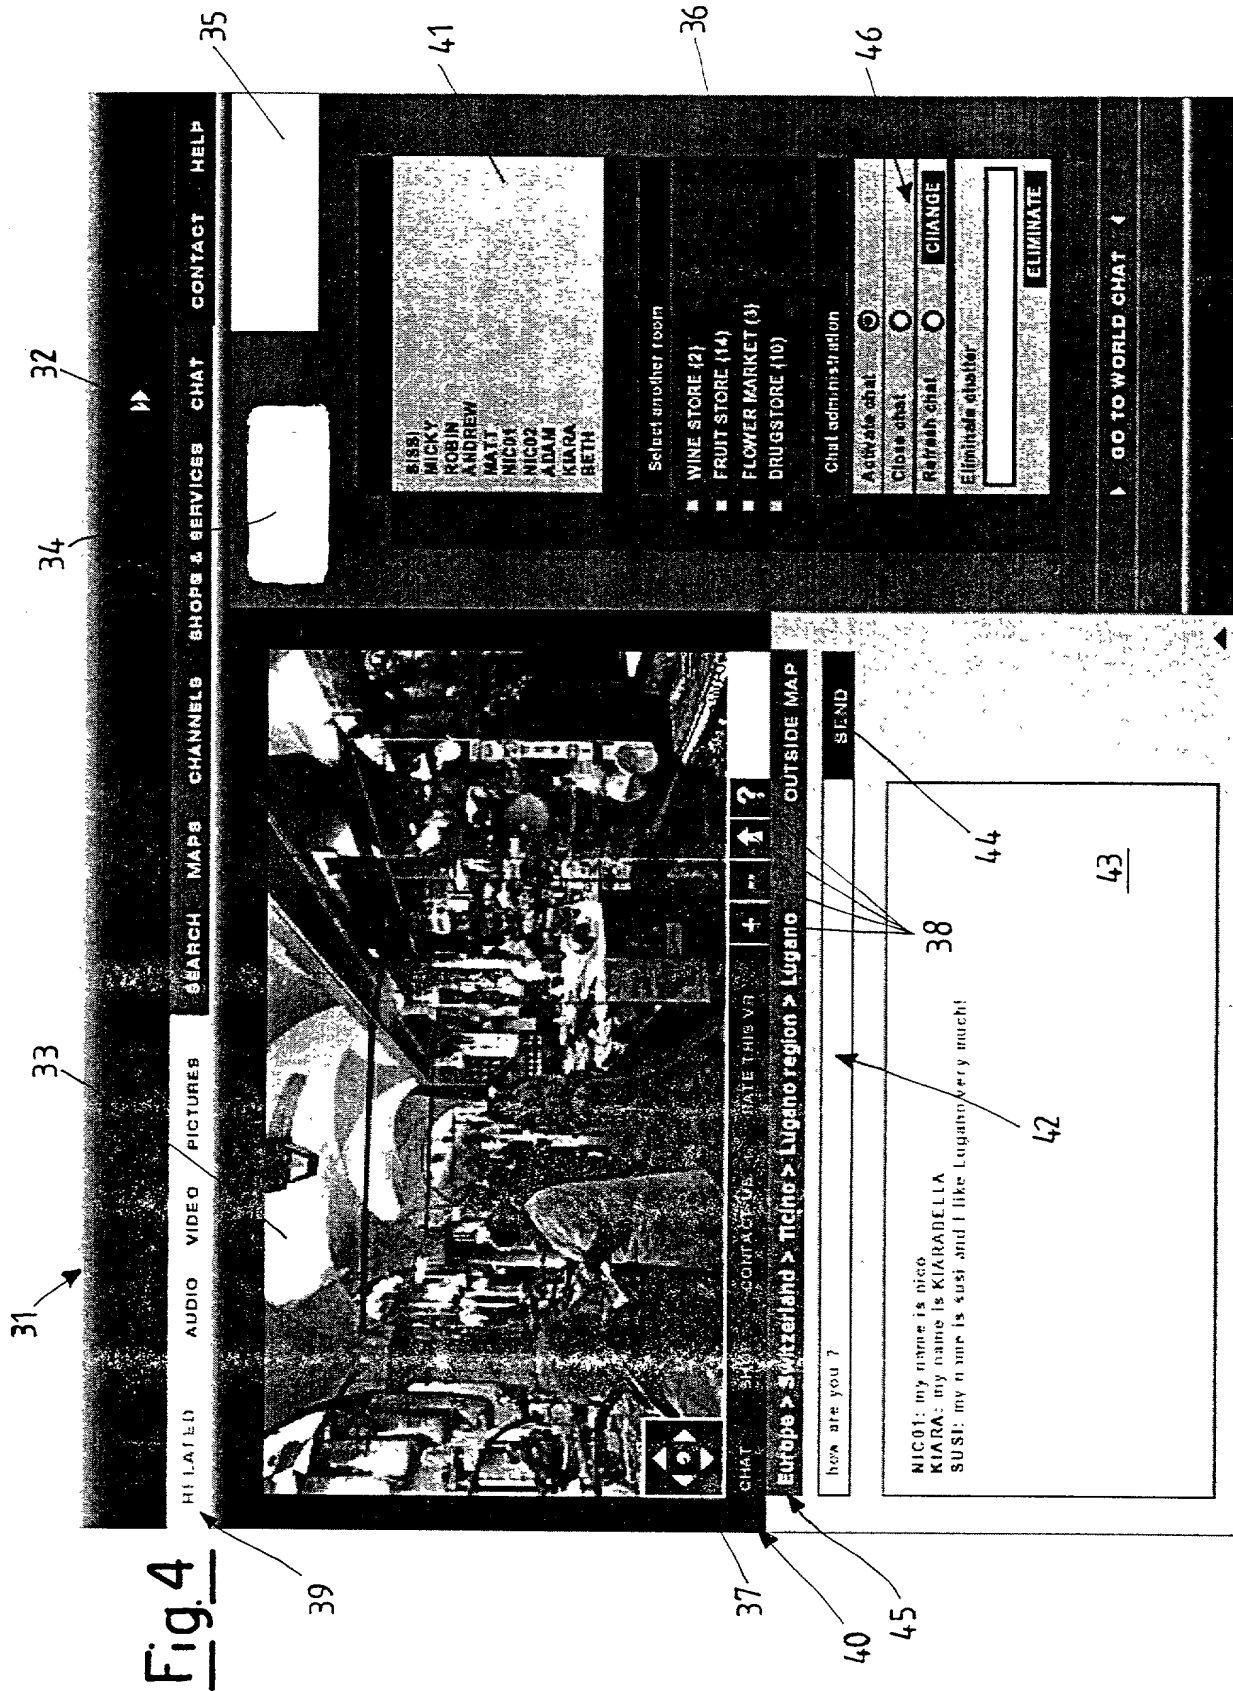 Fig. 4
31
32
33
34
35
RELATED AUDIO VIDEO PICTURES
SEARCH MAPS CHANNELS SHOPS & SERVICES CHAT CONTACT HELP
39
41
SISSI
MICKY
ROBIN
ANDREW
MATT
NICO1
NICO2
ADAM
KIARA
BETH
36
Select another room
WINE STORE (2)
FRUIT STORE (14)
FLOWER MARKET (3)
DRUGSTORE (10)
46
Chat administration
Activate chat
Close chat
Refresh chat
CHANGE
Eliminate chatter
ELIMINATE
GO TO WORLD CHAT
37
CHAT CONTACT US RATE THIS VR
+ - ?
40
45
Europe > switzerland > Ticino > Lugano region > Lugano OUTSIDE MAP
38
how are you ? SEND
42
44
43
NICO1: my name is nico
KIARA: my name is KIARADELLA
SUSI: my n ame is susi and I like Lugano very much!